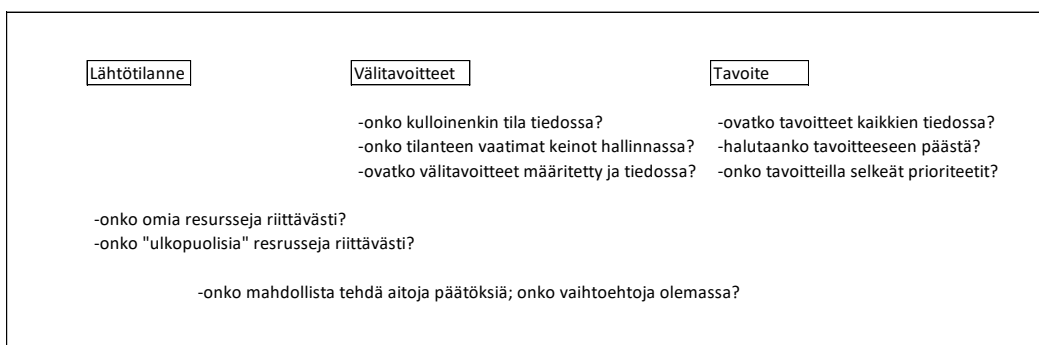 Lähtötilanne
Välitavoitteet
Tavoite
-onko kulloinenkin tila tiedossa?
-onko tilanteen vaatimat keinot hallinnassa?
-ovatko välitavoitteet määritetty ja tiedossa?
-ovatko tavoitteet kaikkien tiedossa?
-halutaanko tavoitteeseen päästä?
-onko tavoitteilla selkeät prioriteetit?
-onko omia resursseja riittävästi?
-onko "ulkopuolisia" resrusseja riittävästi?
-onko mahdollista tehdä aitoja päätöksiä; onko vaihtoehtoja olemassa?